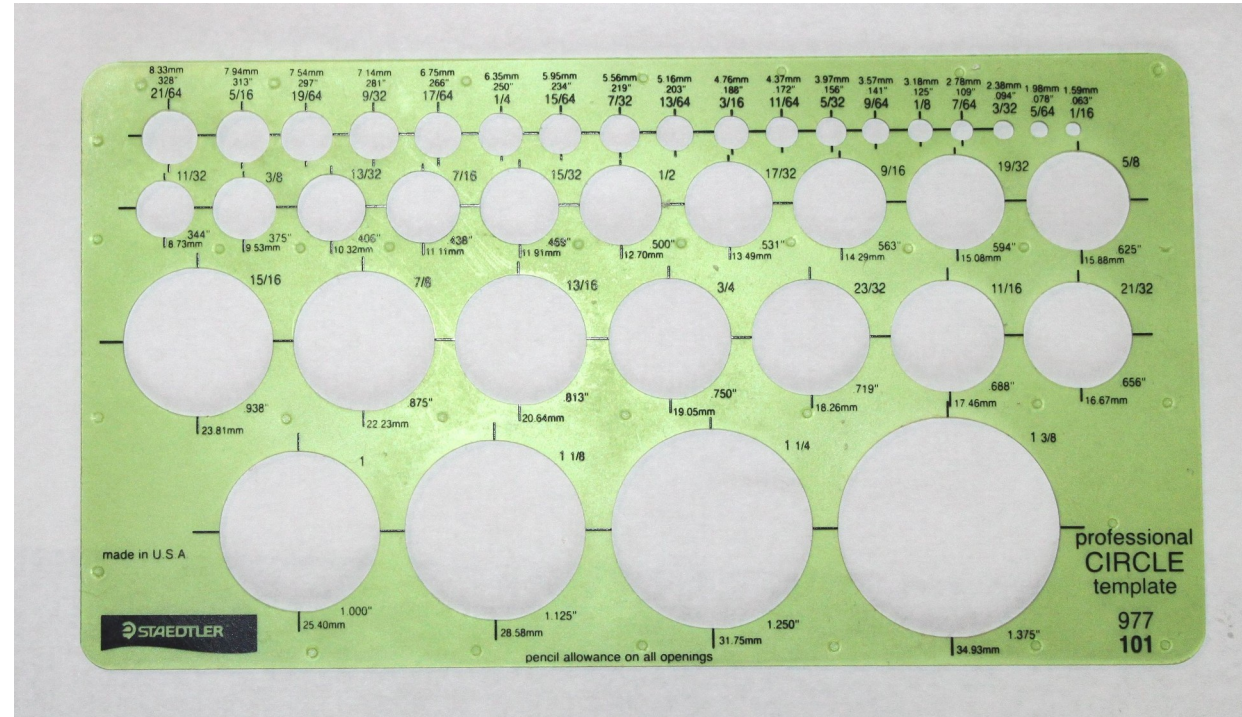 8.33mm 7.94mm 7.54mm 7.14mm 6.75mm 6.35mm 5.95mm 5.56mm 5.16mm 4.76mm 4.37mm 3.97mm 3.57mm 3.18mm 2.78mm 2.38mm 1.98mm 1.59mm
328" 313" 297" 281" 266" 250" 234" 219" 203" 188" .172" 156" 141" 125" 109" 094" .078" .063"
21/64 5/16 19/64 9/32 17/64 1/4 15/64 7/32 13/64 3/16 11/64 5/32 9/64 1/8 7/64 3/32 5/64 1/16
11/32 3/8 13/32 7/16 15/32 1/2 17/32 9/16 19/32 5/8
344" 375" 406" 438" 469" 500" .531" 563" 594" 625"
8 73mm 9 53mm 10 32mm 11 11mm 11 91mm 12 70mm 13 49mm 14 29mm 15 08mm 15.88mm
15/16 7/8 13/16 3/4 23/32 11/16 21/32
.938" .875" .813" .750" .719" .688" .656"
23.81mm 22 23mm 20.64mm 19.05mm 18.26mm 17 46mm 16.67mm
1 1 1/8 1 1/4 1 3/8
1.000" 1.125" 1.250" 1.375"
25.40mm 28.58mm 31.75mm 34.93mm
made in U.S.A.
STAEDTLER
pencil allowance on all openings
professional
CIRCLE
template
977
101